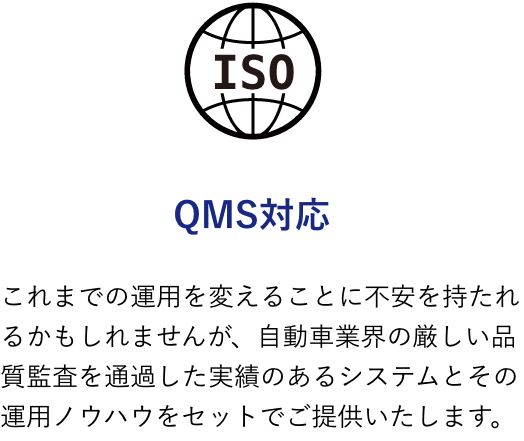 ISO
QMS対応
これまでの運用を変えることに不安を持たれ
るかもしれませんが、自動車業界の厳しい品
質監査を通過した実績のあるシステムとその
運用ノウハウをセットでご提供いたします。